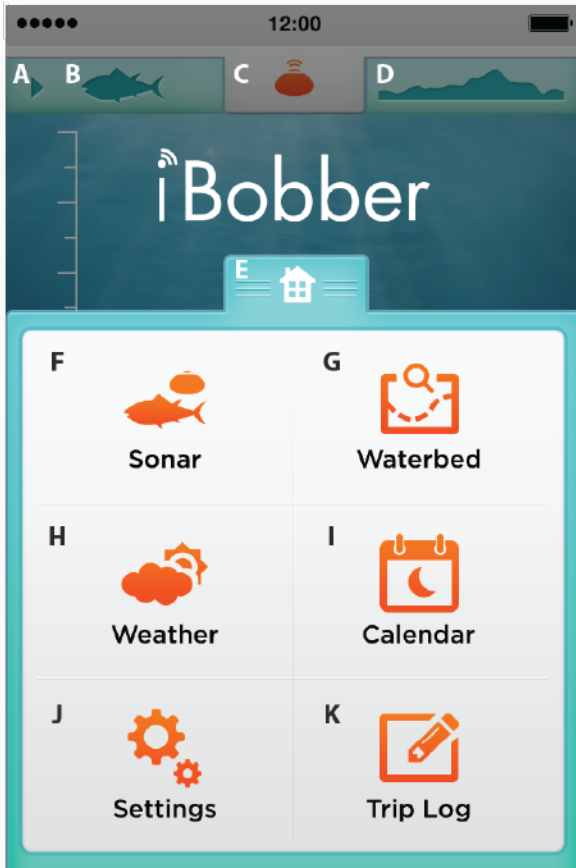 12:00
A B C D
iBobber
E
F G
Sonar Waterbed
H I
Weather Calendar
J K
Settings Trip Log